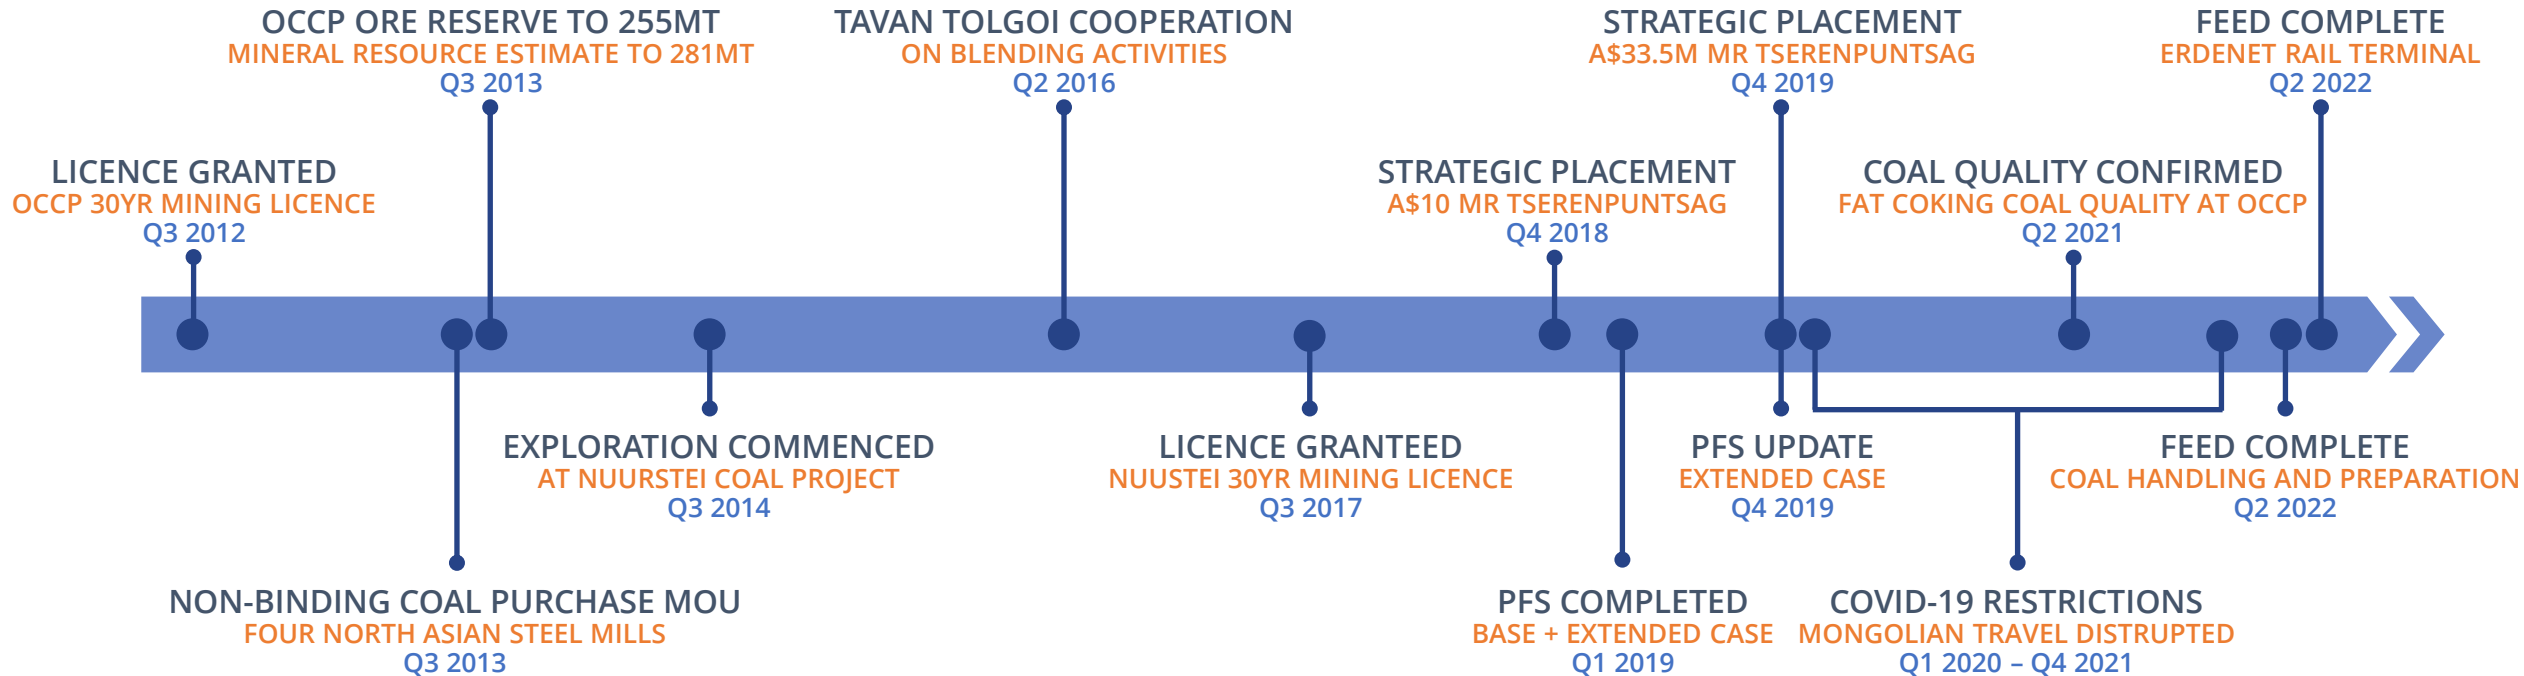 OCCP ORE RESERVE TO 255MT
MINERAL RESOURCE ESTIMATE TO 281MT
Q3 2013
TAVAN TOLGOI COOPERATION
ON BLENDING ACTIVITIES
Q2 2016
STRATEGIC PLACEMENT
A$33.5M MR TSERENPUNTSAG
Q4 2019
FEED COMPLETE
ERDENET RAIL TERMINAL
Q2 2022
LICENCE GRANTED
OCCP 30YR MINING LICENCE
Q3 2012
STRATEGIC PLACEMENT
A$10 MR TSERENPUNTSAG
Q4 2018
COAL QUALITY CONFIRMED
FAT COKING COAL QUALITY AT OCCP
Q2 2021
EXPLORATION COMMENCED
AT NUURSTEI COAL PROJECT
Q3 2014
LICENCE GRANTEED
NUUSTEI 30YR MINING LICENCE
Q3 2017
PFS UPDATE
EXTENDED CASE
Q4 2019
FEED COMPLETE
COAL HANDLING AND PREPARATION
Q2 2022
NON-BINDING COAL PURCHASE MOU
FOUR NORTH ASIAN STEEL MILLS
Q3 2013
PFS COMPLETED
BASE + EXTENDED CASE
Q1 2019
COVID-19 RESTRICTIONS
MONGOLIAN TRAVEL DISTRUPTED
Q1 2020 – Q4 2021